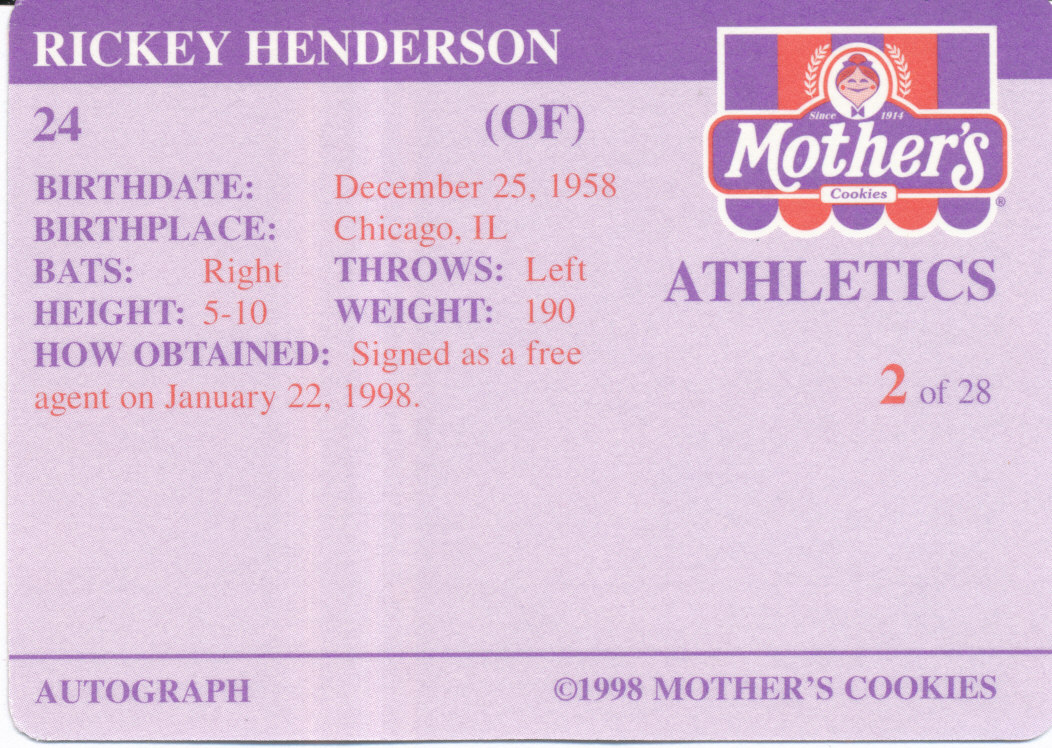 RICKEY HENDERSON
24 (OF)
Since 1914
Mother's
Cookies
®
BIRTHDATE: December 25, 1958
BIRTHPLACE: Chicago, IL
BATS: Right THROWS: Left
HEIGHT: 5-10 WEIGHT: 190
HOW OBTAINED: Signed as a free
agent on January 22, 1998.
ATHLETICS
2 of 28
AUTOGRAPH ©1998 MOTHER'S COOKIES